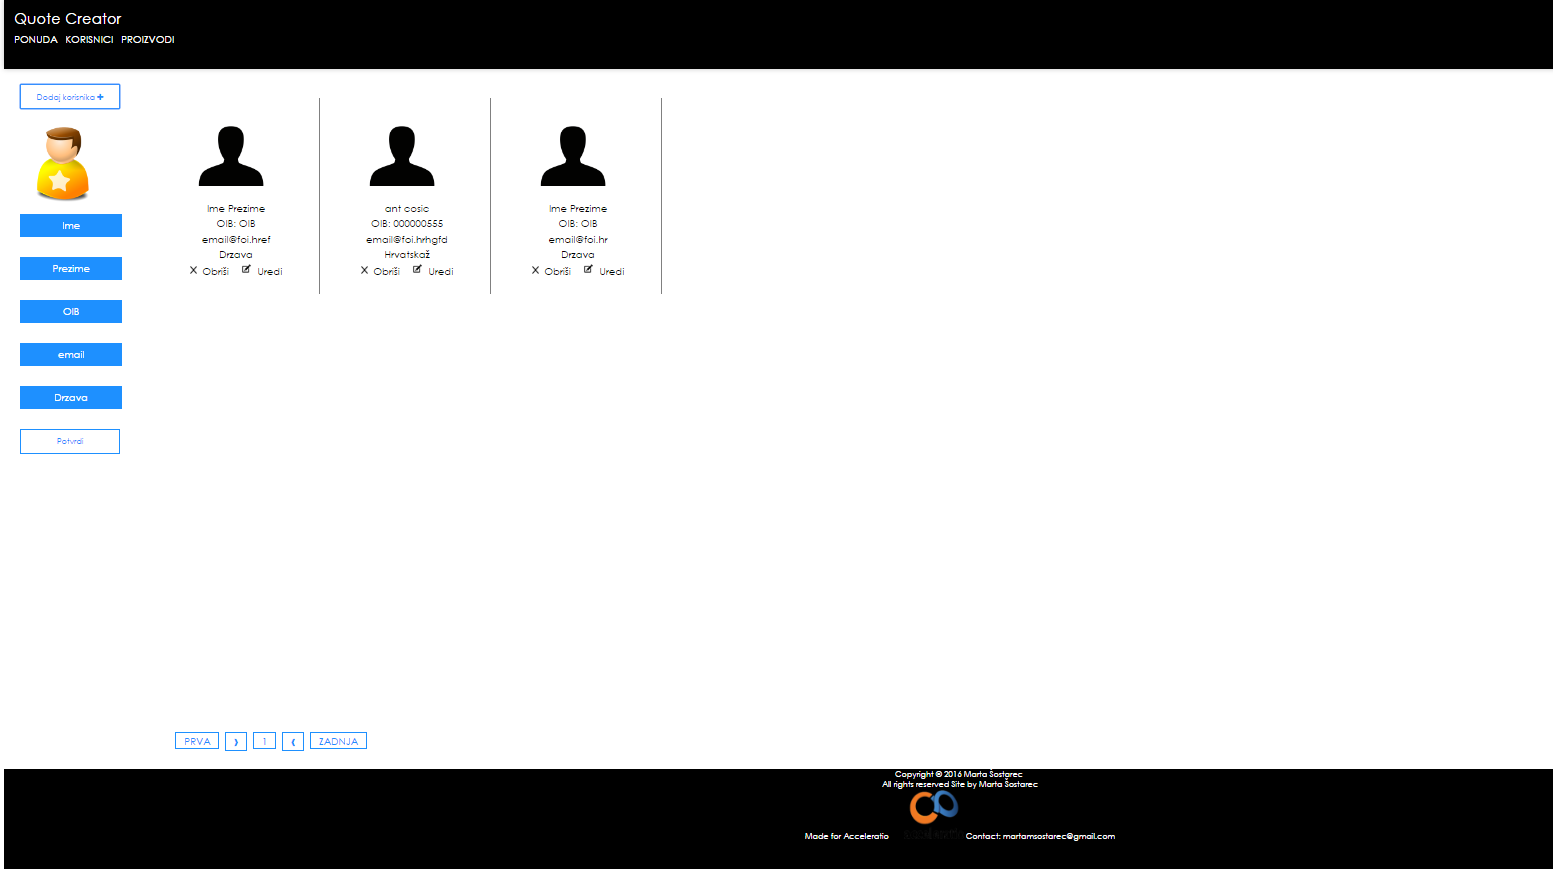 Quote Creator
PONUDA KORISNICI PROIZVODI
Dodaj korisnika
Ime
Prezime
OIB
email
Drzava
Potvrdi
Ime Prezime
OIB: OIB
email@foi.href
Drzava
Obriši Uredi
ant cosic
OIB: 000000555
email@foi.hrhgfd
Hrvatskaž
Obriši Uredi
Ime Prezime
OIB: OIB
email@foi.hr
Drzava
Obriši Uredi
PRVA ❫ 1 ❪ ZADNJA
Copyright © 2016 Marta Šostarec
All rights reserved Site by Marta Šostarec
Made for Acceleratio Contact: martamsostarec@gmail.com